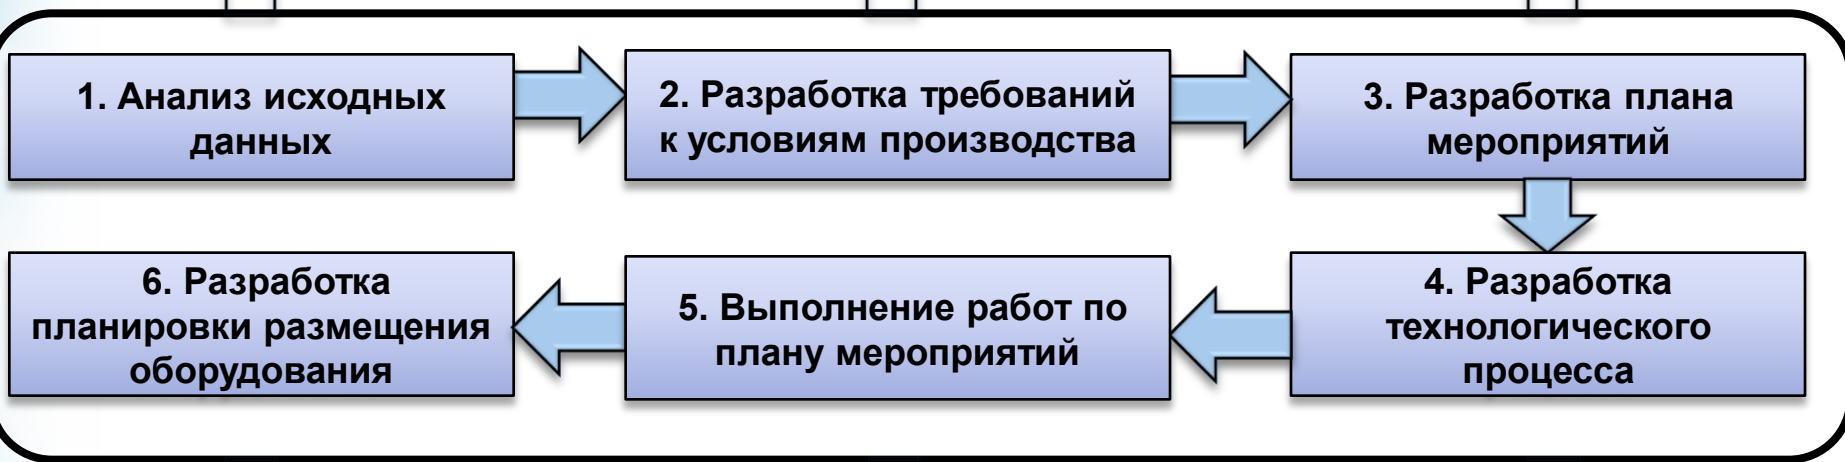 1. Анализ исходных
данных
2. Разработка требований
к условиям производства
3. Разработка плана
мероприятий
4. Разработка
технологического
процесса
5. Выполнение работ по
плану мероприятий
6. Разработка
планировки размещения
оборудования